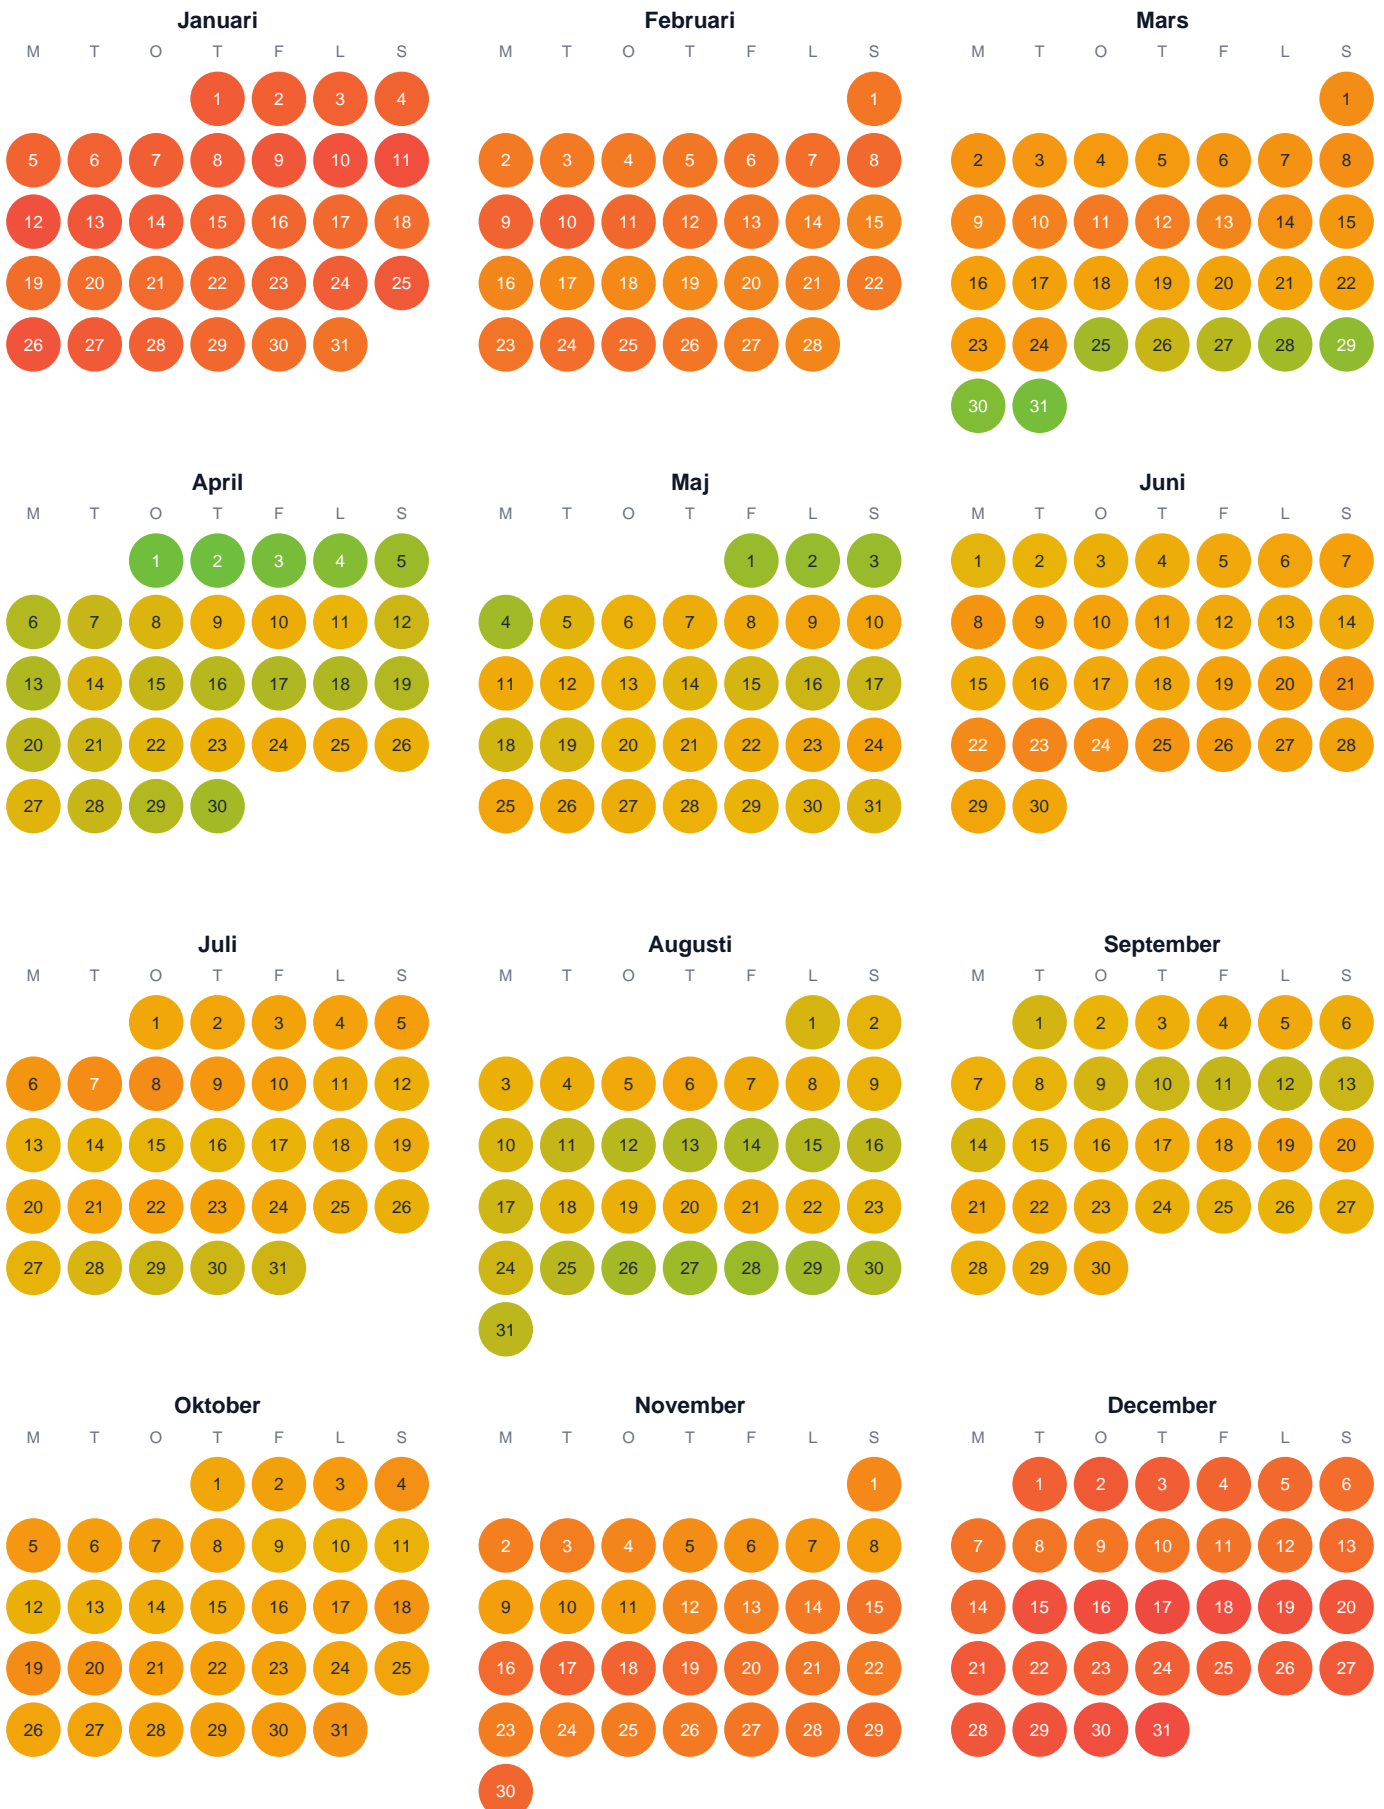 Januari Februari Mars
M T O T F L S M T O T F L S M T O T F L S
1 2 3 4 1 1
5 6 7 8 9 10 11 2 3 4 5 6 7 8 2 3 4 5 6 7 8
12 13 14 15 16 17 18 9 10 11 12 13 14 15 9 10 11 12 13 14 15
19 20 21 22 23 24 25 16 17 18 19 20 21 22 16 17 18 19 20 21 22
26 27 28 29 30 31 23 24 25 26 27 28 23 24 25 26 27 28 29
30 31
April Maj Juni
M T O T F L S M T O T F L S M T O T F L S
1 2 3 4 5 1 2 3 1 2 3 4 5 6 7
6 7 8 9 10 11 12 4 5 6 7 8 9 10 8 9 10 11 12 13 14
13 14 15 16 17 18 19 11 12 13 14 15 16 17 15 16 17 18 19 20 21
20 21 22 23 24 25 26 18 19 20 21 22 23 24 22 23 24 25 26 27 28
27 28 29 30 25 26 27 28 29 30 31 29 30
Juli Augusti September
M T O T F L S M T O T F L S M T O T F L S
1 2 3 4 5 1 2 1 2 3 4 5 6
6 7 8 9 10 11 12 3 4 5 6 7 8 9 7 8 9 10 11 12 13
13 14 15 16 17 18 19 10 11 12 13 14 15 16 14 15 16 17 18 19 20
20 21 22 23 24 25 26 17 18 19 20 21 22 23 21 22 23 24 25 26 27
27 28 29 30 31 24 25 26 27 28 29 30 28 29 30
31
Oktober November December
M T O T F L S M T O T F L S M T O T F L S
1 2 3 4 1 1 2 3 4 5 6
5 6 7 8 9 10 11 2 3 4 5 6 7 8 7 8 9 10 11 12 13
12 13 14 15 16 17 18 9 10 11 12 13 14 15 14 15 16 17 18 19 20
19 20 21 22 23 24 25 16 17 18 19 20 21 22 21 22 23 24 25 26 27
26 27 28 29 30 31 23 24 25 26 27 28 29 28 29 30 31
30